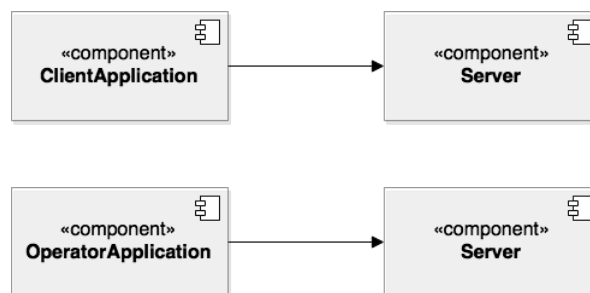 «component»
ClientApplication
«component»
Server
«component»
OperatorApplication
«component»
Server